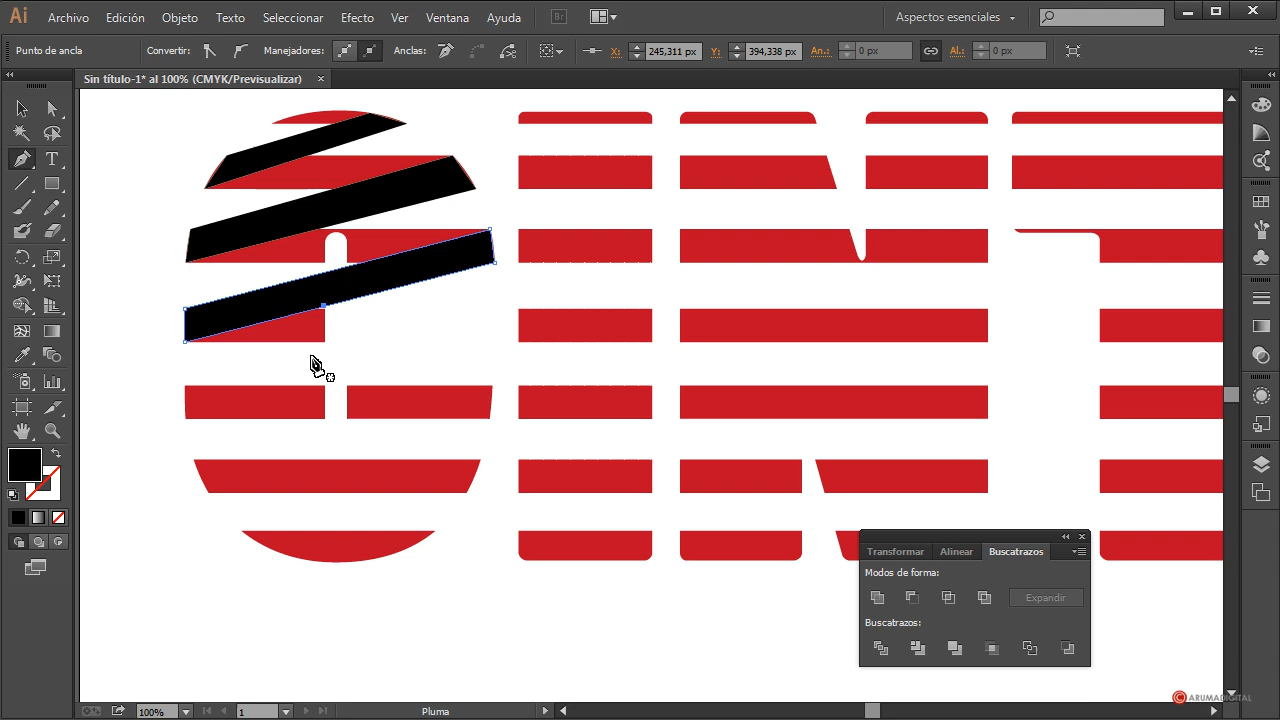 Ai Archivo Edición Objeto Texto Seleccionar Efecto Ver Ventana Ayuda Br Aspectos esenciales
Punto de ancla Convertir: Manejadores: Anclas: X: 245,311 px Y: 394,338 px An.: 0 px Al.: 0 px
Sin título-1* al 100% (CMYK/Previsualizar) ×
T
Transformar Alinear Buscatrazos
Modos de forma:
Expandir
Buscatrazos:
© ARUMADIGITAL
100% 1 Pluma